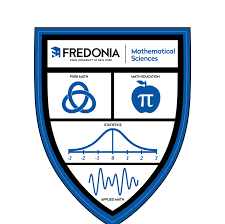 FREDONIA
STATE UNIVERSITY OF NEW YORK
Mathematical
Sciences
PURE MATH
MATH EDUCATION
π
STATISTICS
-3 -2 -1 0 1 2 3
APPLIED MATH